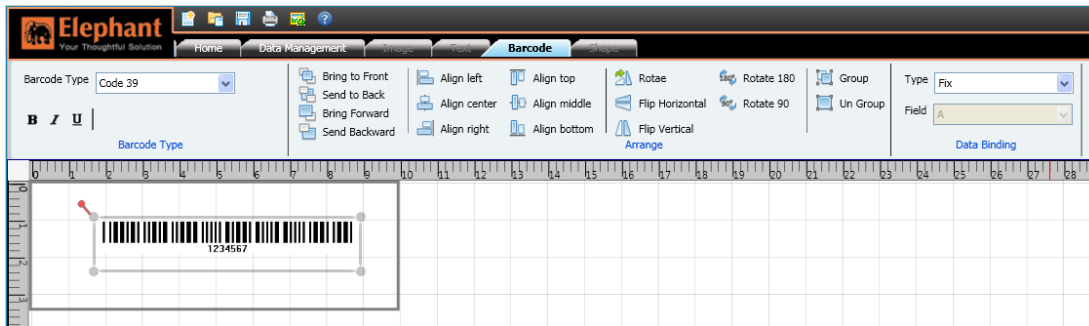 Elephant
Your Thoughtful Solution
Home Data Management Image Text Barcode Shape
Barcode Type Code 39
B I U
Barcode Type
Bring to Front
Send to Back
Bring Forward
Send Backward
Align left Align top
Align center Align middle
Align right Align bottom
Rotae Rotate 180
Flip Horizontal Rotate 90
Flip Vertical
Group
Un Group
Arrange
Type Fix
Field A
Data Binding
0 1 2 3 4 5 6 7 8 9 10 11 12 13 14 15 16 17 18 19 20 21 22 23 24 25 26 27 28
0
1
2
3
1234567